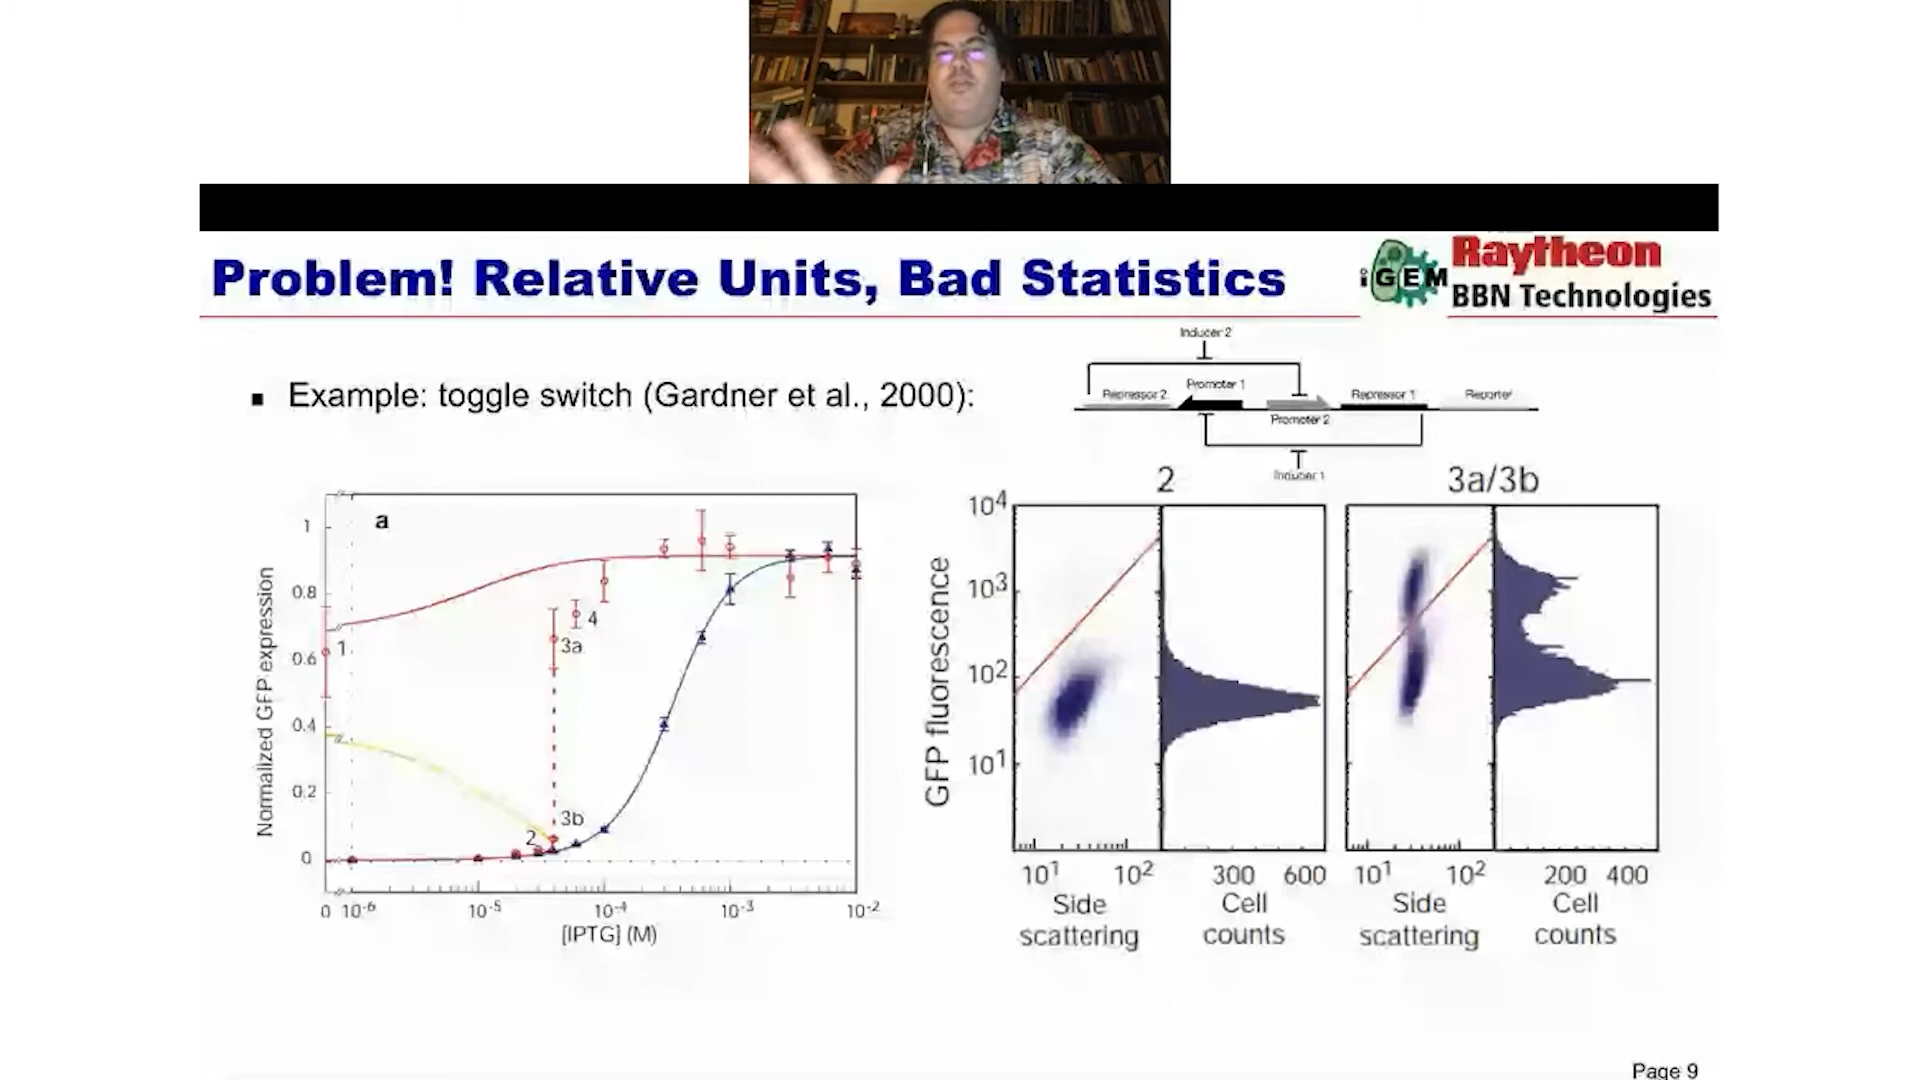 Problem! Relative Units, Bad Statistics
iGEM
Raytheon
BBN Technologies
Example: toggle switch (Gardner et al., 2000):
Inducer 2
Repressor 2
Promoter 1
Promoter 2
Repressor 1
Reporter
Inducer 1
a
Normalized GFP expression
1
0.8
0.6
0.4
0.2
0
1
2
3a
3b
4
0 10-6 10-5 10-4 10-3 10-2
[IPTG] (M)
2
3a/3b
GFP fluorescence
104
103
102
101
101 102
300 600
101 102
200 400
Side
scattering
Cell
counts
Side
scattering
Cell
counts
Page 9